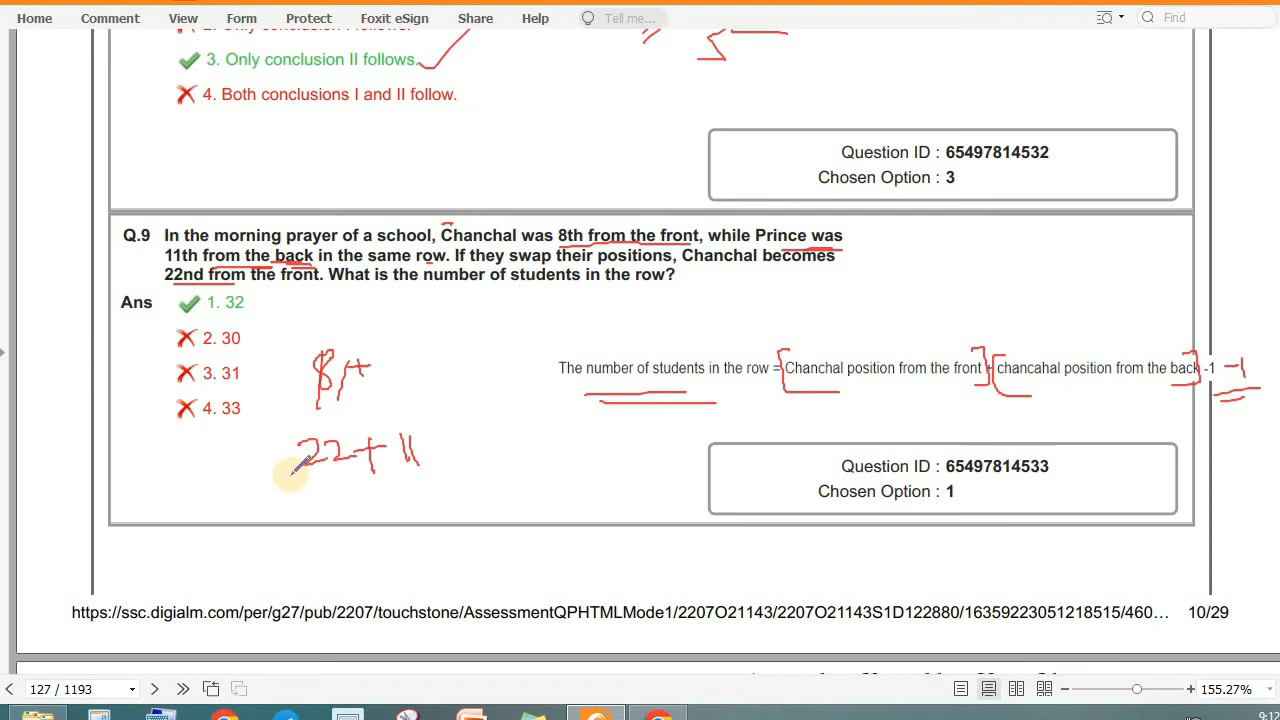 Home Comment View Form Protect Foxit eSign Share Help Tell me... Find
3. Only conclusion II follows.
4. Both conclusions I and II follow.
Question ID : 65497814532
Chosen Option : 3
Q.9 In the morning prayer of a school, Chanchal was 8th from the front, while Prince was
11th from the back in the same row. If they swap their positions, Chanchal becomes
22nd from the front. What is the number of students in the row?
Ans 1. 32
2. 30
3. 31
4. 33
8
The number of students in the row = Chanchal position from the front + chancahal position from the back -1 -1
22 + 11
Question ID : 65497814533
Chosen Option : 1
https://ssc.digialm.com/per/g27/pub/2207/touchstone/AssessmentQPHTMLMode1/2207O21143/2207O21143S1D122880/16359223051218515/460… 10/29
127 / 1193 155.27%